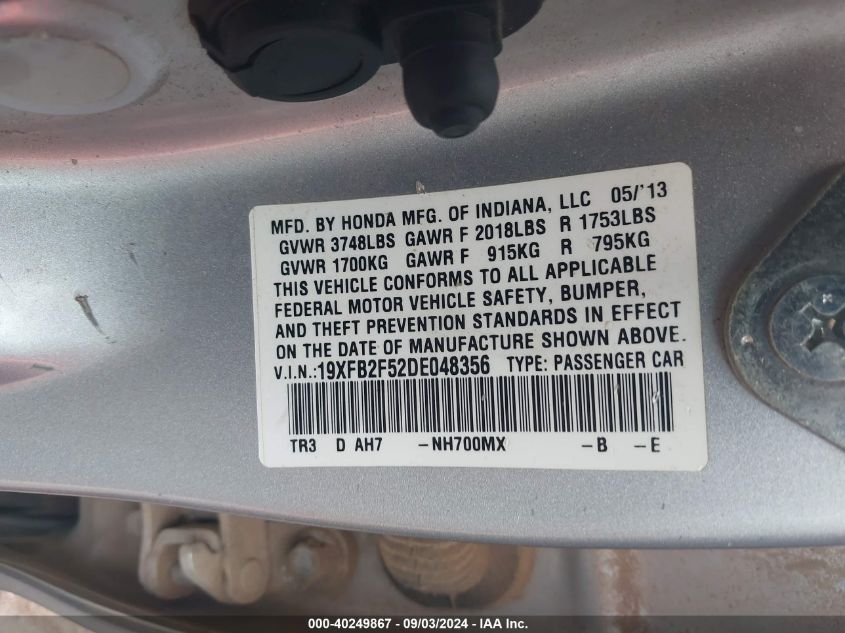 MFD. BY HONDA MFG. OF INDIANA, LLC 05/'13
GVWR 3748LBS GAWR F 2018LBS R 1753LBS
GVWR 1700KG GAWR F 915KG R 795KG
THIS VEHICLE CONFORMS TO ALL APPLICABLE
FEDERAL MOTOR VEHICLE SAFETY, BUMPER,
AND THEFT PREVENTION STANDARDS IN EFFECT
ON THE DATE OF MANUFACTURE SHOWN ABOVE.
V.I.N.:19XFB2F52DE048356 TYPE: PASSENGER CAR
TR3 D AH7 -NH700MX -B -E
000-40249867 - 09/03/2024 - IAAI.COM INC.